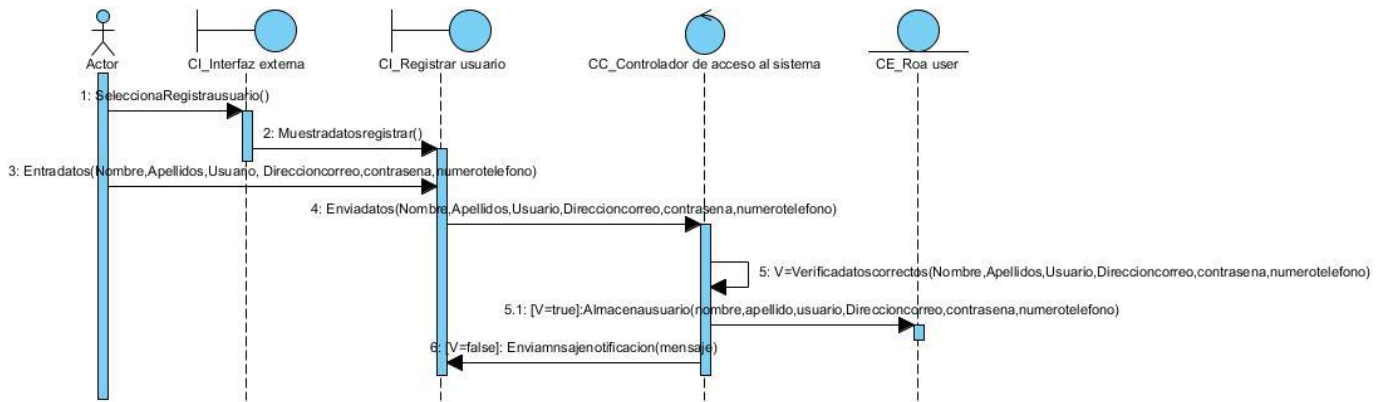 Actor
CI_Interfaz externa
CI_Registrar usuario
CC_Controlador de acceso al sistema
CE_Roa user
1: SeleccionaRegistrausuario()
2: Muestradatosregistrar()
3: Entradatos(Nombre,Apellidos,Usuario, Direccioncorreo,contrasena,numerotelefono)
4: Enviadatos(Nombre,Apellidos,Usuario,Direccioncorreo,contrasena,numerotelefono)
5: V=Verificadatoscorrectos(Nombre,Apellidos,Usuario,Direccioncorreo,contrasena,numerotelefono)
5.1: [V=true]:Almacenausuario(nombre,apellido,usuario,Direccioncorreo,contrasena,numerotelefono)
6: [V=false]: Enviamnsajenotificacion(mensaje)